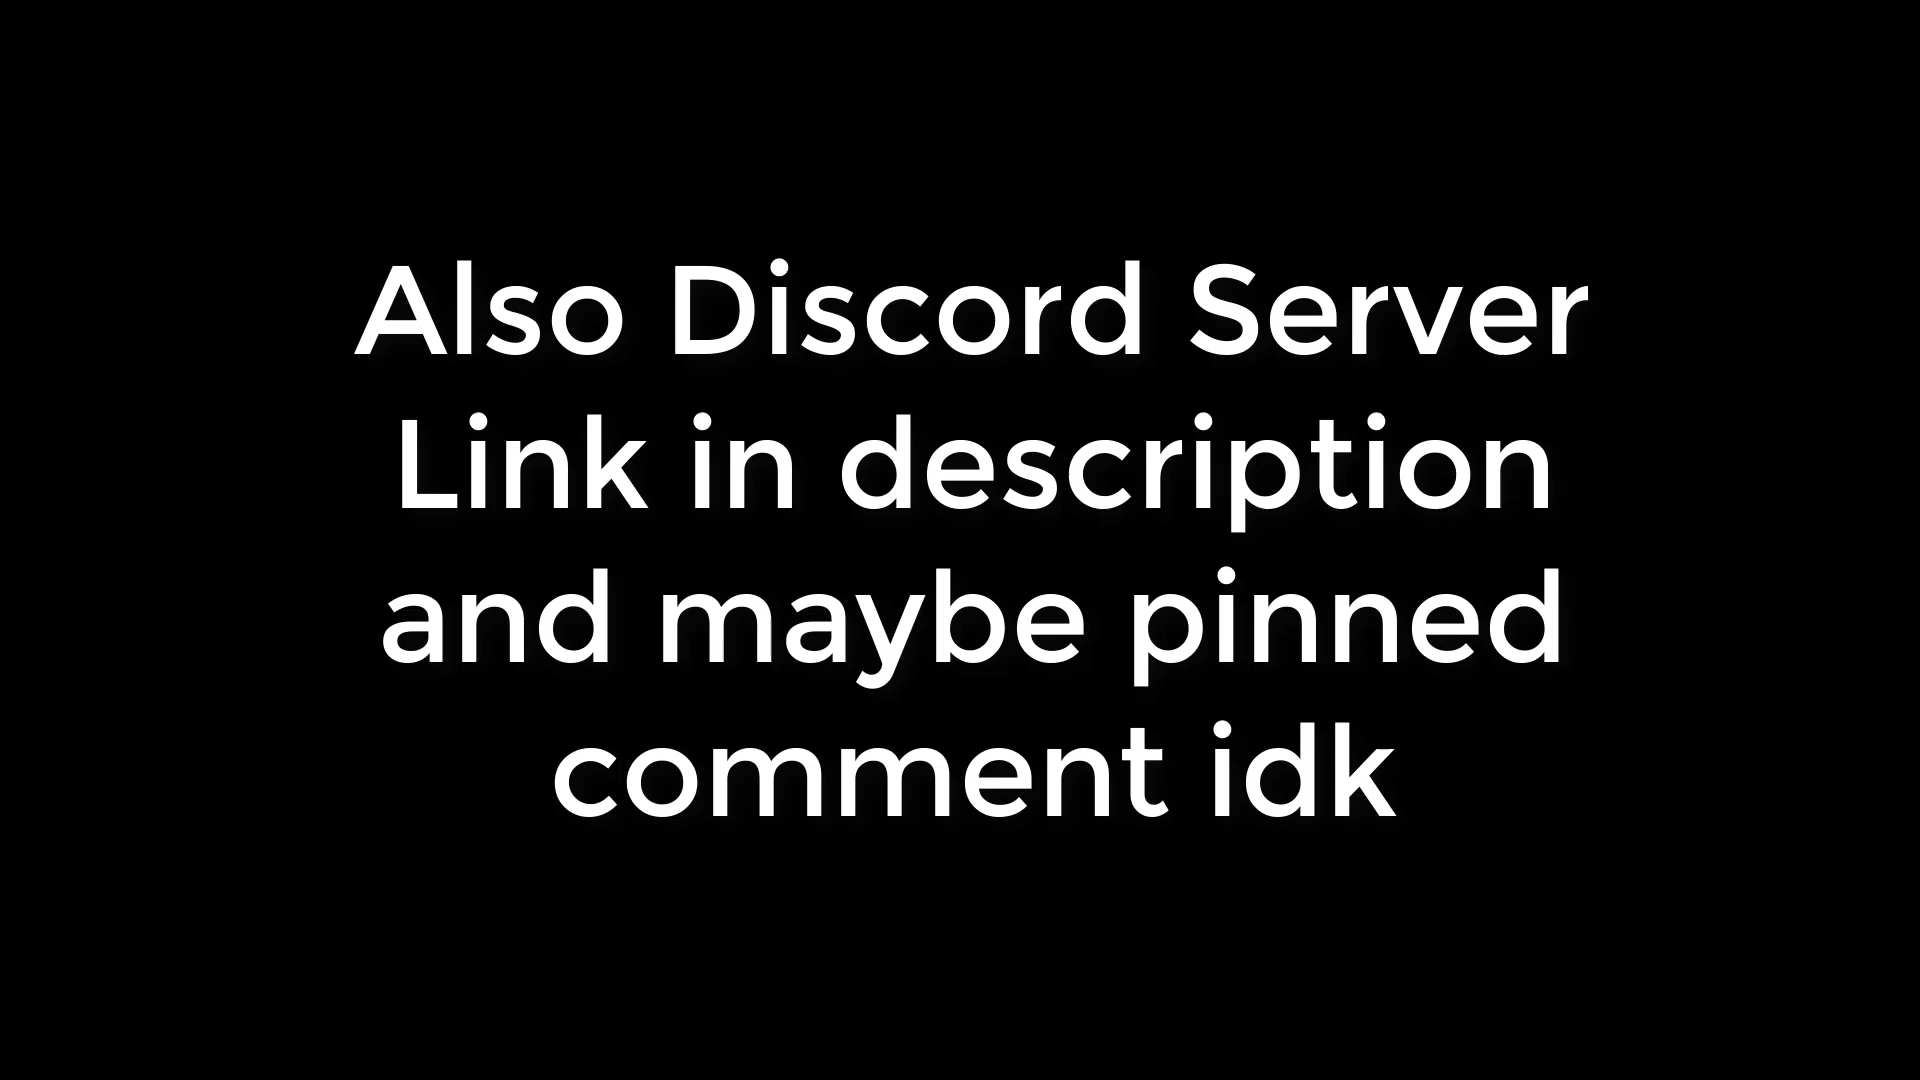 Also Discord Server
Link in description
and maybe pinned
comment idk